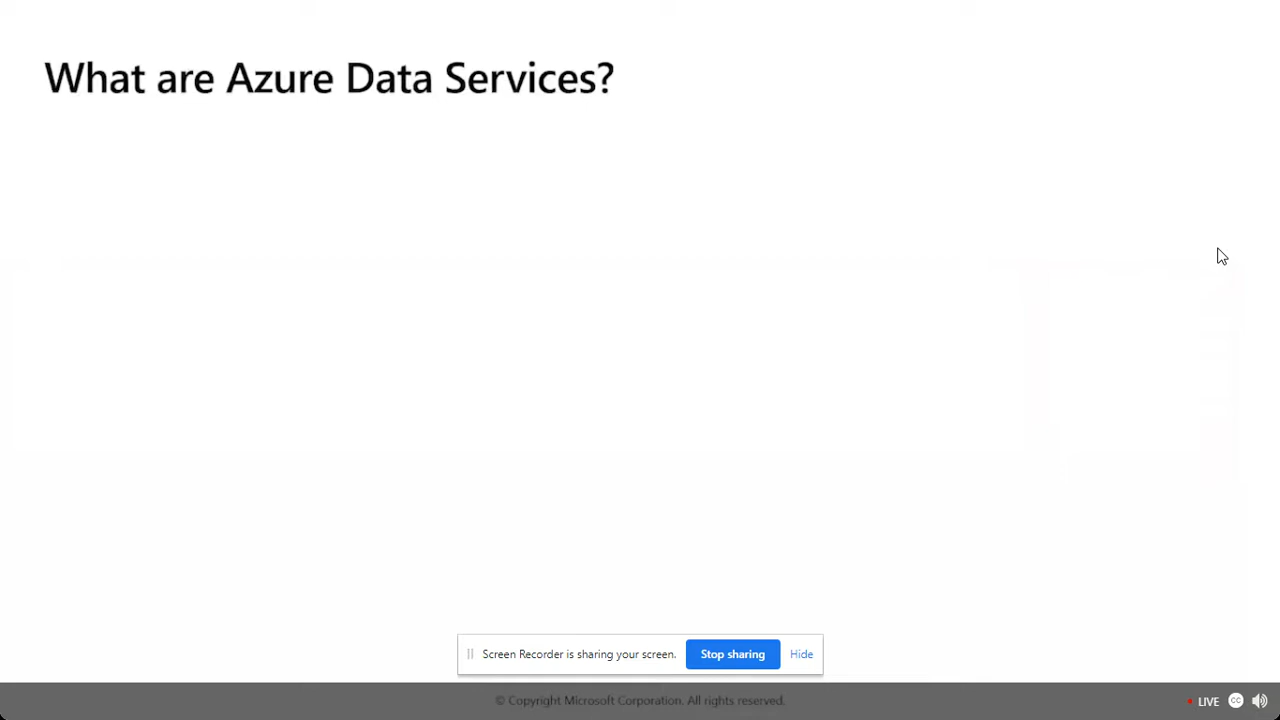 What are Azure Data Services?
Screen Recorder is sharing your screen. Stop sharing Hide
© Copyright Microsoft Corporation. All rights reserved.
LIVE CC